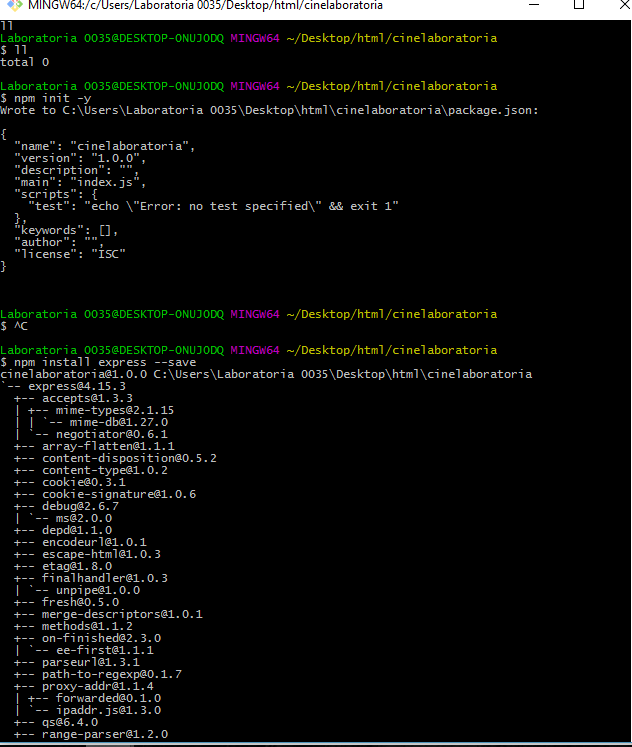 MINGW64:/c/Users/Laboratoria 0035/Desktop/html/cinelaboratoria
ll
Laboratoria 0035@DESKTOP-0NUJ0DQ MINGW64 ~/Desktop/html/cinelaboratoria
$ ll
total 0
Laboratoria 0035@DESKTOP-0NUJ0DQ MINGW64 ~/Desktop/html/cinelaboratoria
$ npm init -y
Wrote to C:\Users\Laboratoria 0035\Desktop\html\cinelaboratoria\package.json:
{
  "name": "cinelaboratoria",
  "version": "1.0.0",
  "description": "",
  "main": "index.js",
  "scripts": {
    "test": "echo \"Error: no test specified\" && exit 1"
  },
  "keywords": [],
  "author": "",
  "license": "ISC"
}
Laboratoria 0035@DESKTOP-0NUJ0DQ MINGW64 ~/Desktop/html/cinelaboratoria
$ ^C
Laboratoria 0035@DESKTOP-0NUJ0DQ MINGW64 ~/Desktop/html/cinelaboratoria
$ npm install express --save
cinelaboratoria@1.0.0 C:\Users\Laboratoria 0035\Desktop\html\cinelaboratoria
`-- express@4.15.3
  +-- accepts@1.3.3
  | +-- mime-types@2.1.15
  | | `-- mime-db@1.27.0
  | `-- negotiator@0.6.1
  +-- array-flatten@1.1.1
  +-- content-disposition@0.5.2
  +-- content-type@1.0.2
  +-- cookie@0.3.1
  +-- cookie-signature@1.0.6
  +-- debug@2.6.7
  | `-- ms@2.0.0
  +-- depd@1.1.0
  +-- encodeurl@1.0.1
  +-- escape-html@1.0.3
  +-- etag@1.8.0
  +-- finalhandler@1.0.3
  | `-- unpipe@1.0.0
  +-- fresh@0.5.0
  +-- merge-descriptors@1.0.1
  +-- methods@1.1.2
  +-- on-finished@2.3.0
  | `-- ee-first@1.1.1
  +-- parseurl@1.3.1
  +-- path-to-regexp@0.1.7
  +-- proxy-addr@1.1.4
  | +-- forwarded@0.1.0
  | `-- ipaddr.js@1.3.0
  +-- qs@6.4.0
  +-- range-parser@1.2.0